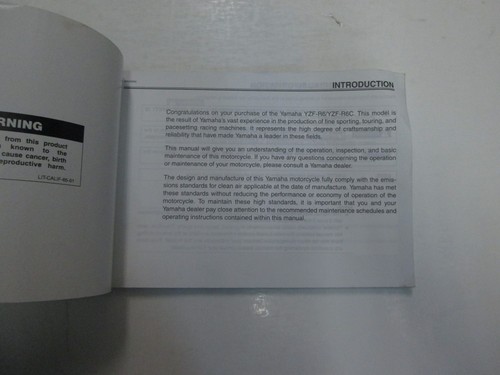 RNING
from this product
known to the
cause cancer, birth
eproductive harm.
LIT-CALIF-65-01
INTRODUCTION
Congratulations on your purchase of the Yamaha YZF-R6/YZF-R6C. This model is
the result of Yamaha's vast experience in the production of fine sporting, touring, and
pacesetting racing machines. It represents the high degree of craftsmanship and
reliability that have made Yamaha a leader in these fields.
This manual will give you an understanding of the operation, inspection, and basic
maintenance of this motorcycle. If you have any questions concerning the operation
or maintenance of your motorcycle, please consult a Yamaha dealer.
The design and manufacture of this Yamaha motorcycle fully comply with the emis-
sions standards for clean air applicable at the date of manufacture. Yamaha has met
these standards without reducing the performance or economy of operation of the
motorcycle. To maintain these high standards, it is important that you and your
Yamaha dealer pay close attention to the recommended maintenance schedules and
operating instructions contained within this manual.